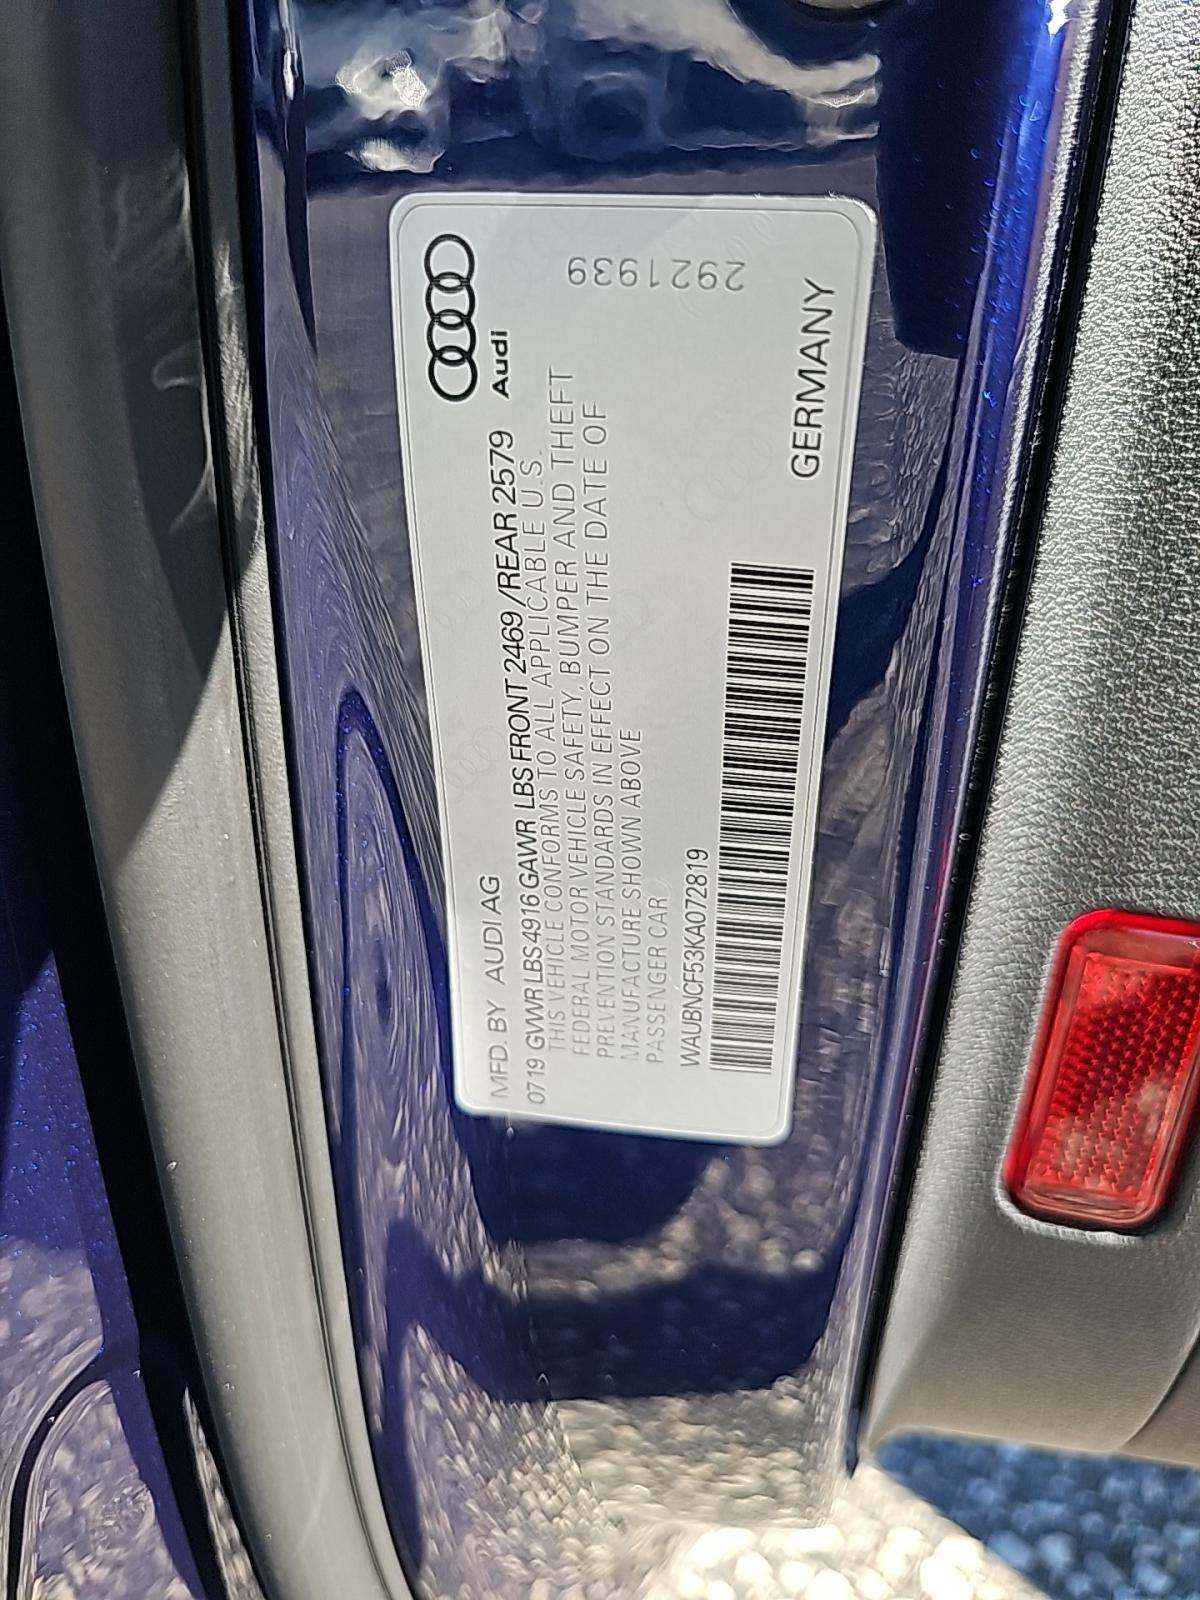 MFD. BY AUDI AG
0719 GVWR LBS 4916 GAWR LBS FRONT 2469 /REAR 2579
THIS VEHICLE CONFORMS TO ALL APPLICABLE U.S.
FEDERAL MOTOR VEHICLE SAFETY, BUMPER AND THEFT
PREVENTION STANDARDS IN EFFECT ON THE DATE OF
MANUFACTURE SHOWN ABOVE
PASSENGER CAR
WAUBNCF53KA072819
Audi
2921939
GERMANY